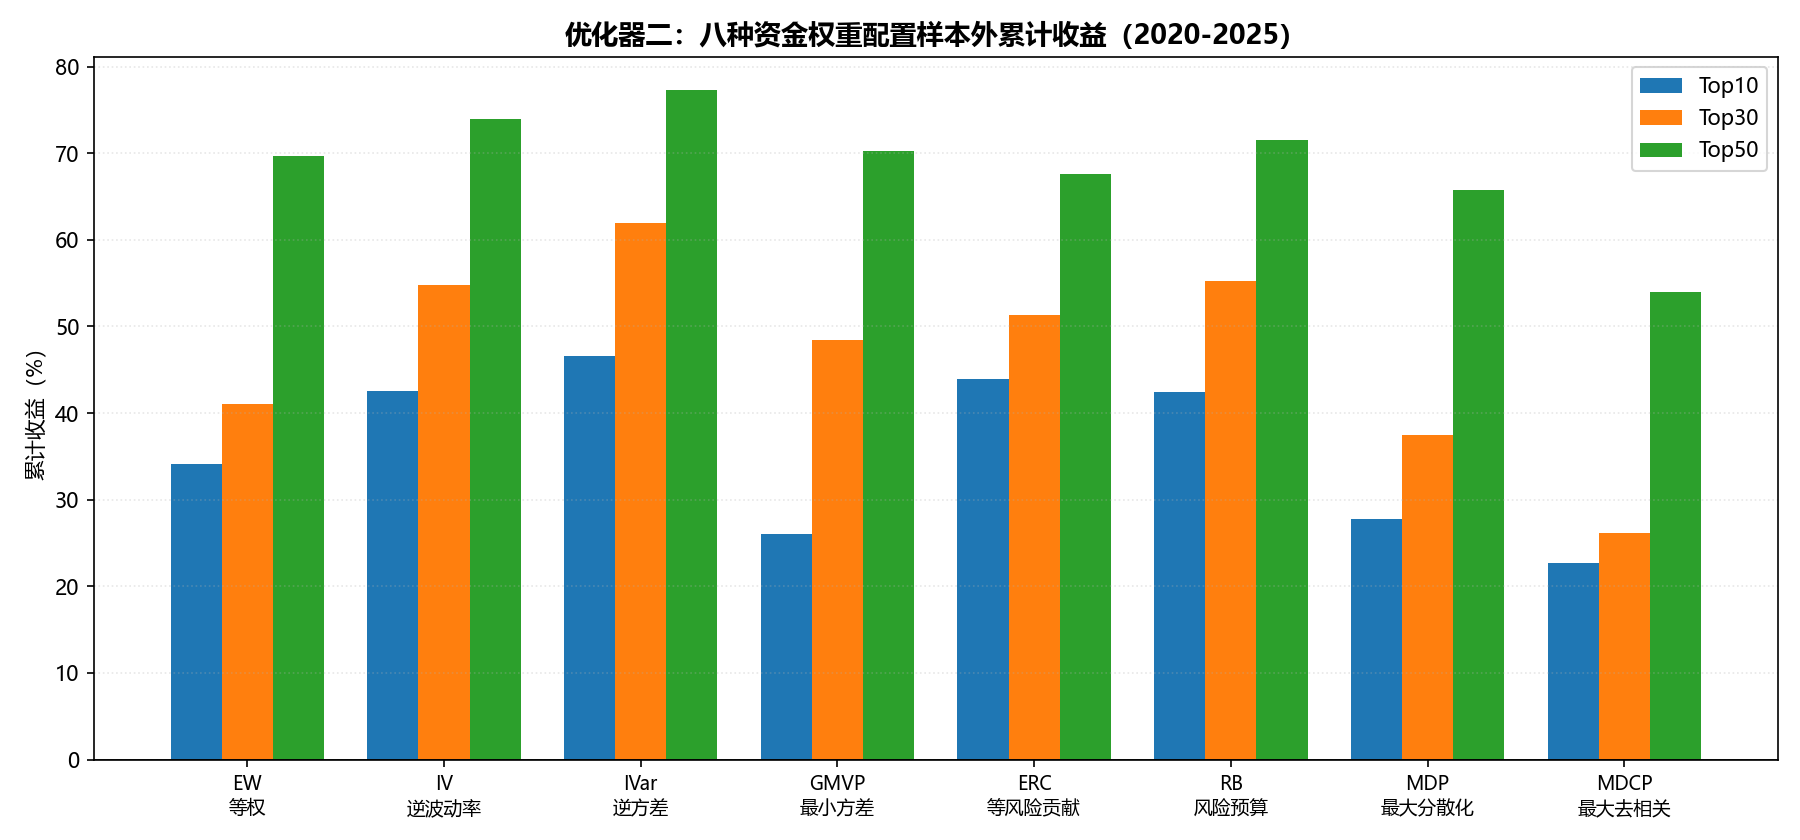 优化器二：八种资金权重配置样本外累计收益（2020-2025）
Top10
Top30
Top50
累计收益（%）
80
70
60
50
40
30
20
10
0
EW
等权
IV
逆波动率
IVar
逆方差
GMVP
最小方差
ERC
等风险贡献
RB
风险预算
MDP
最大分散化
MDCP
最大去相关